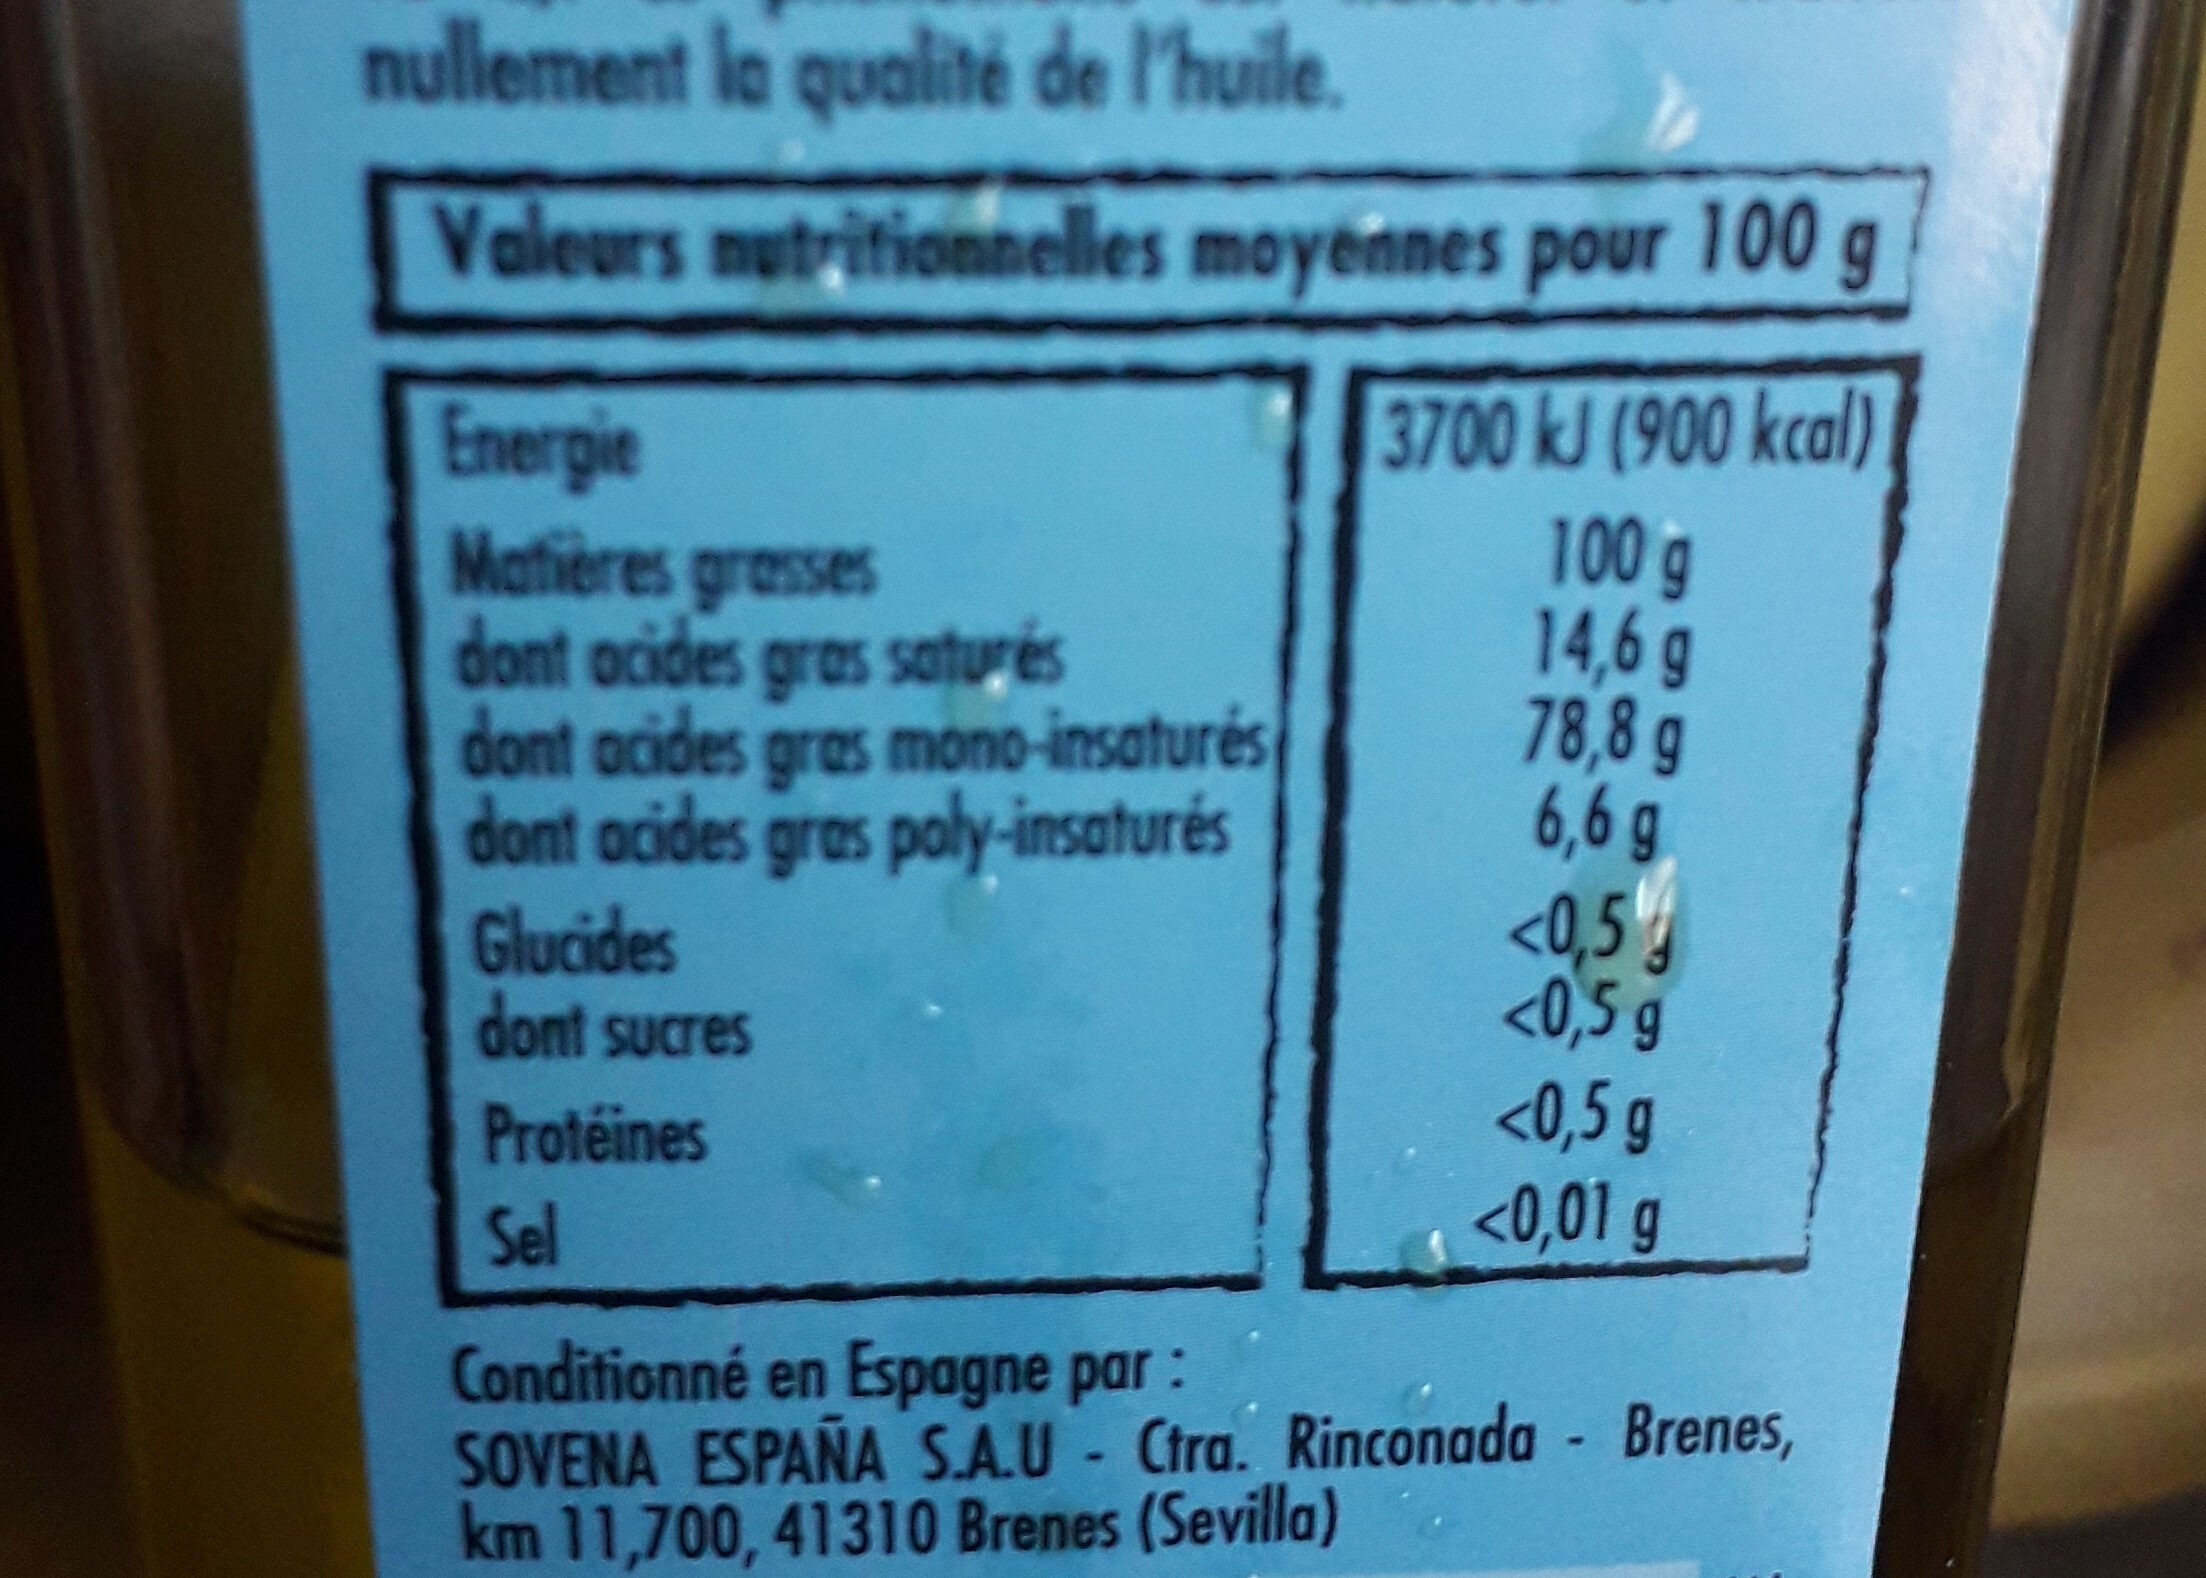 nullement la qualité de l'huile.
Valeurs nutritionnelles moyennes pour 100 g
Energie 3700 kJ (900 kcal)
Matières grasses 100 g
dont acides gras saturés 14,6 g
dont acides gras mono-insaturés 78,8 g
dont acides gras poly-insaturés 6,6 g
Glucides <0,5 g
dont sucres <0,5 g
Protéines <0,5 g
Sel <0,01 g
Conditionné en Espagne par :
SOVENA ESPAÑA S.A.U - Ctra. Rinconada - Brenes,
km 11,700, 41310 Brenes (Sevilla)